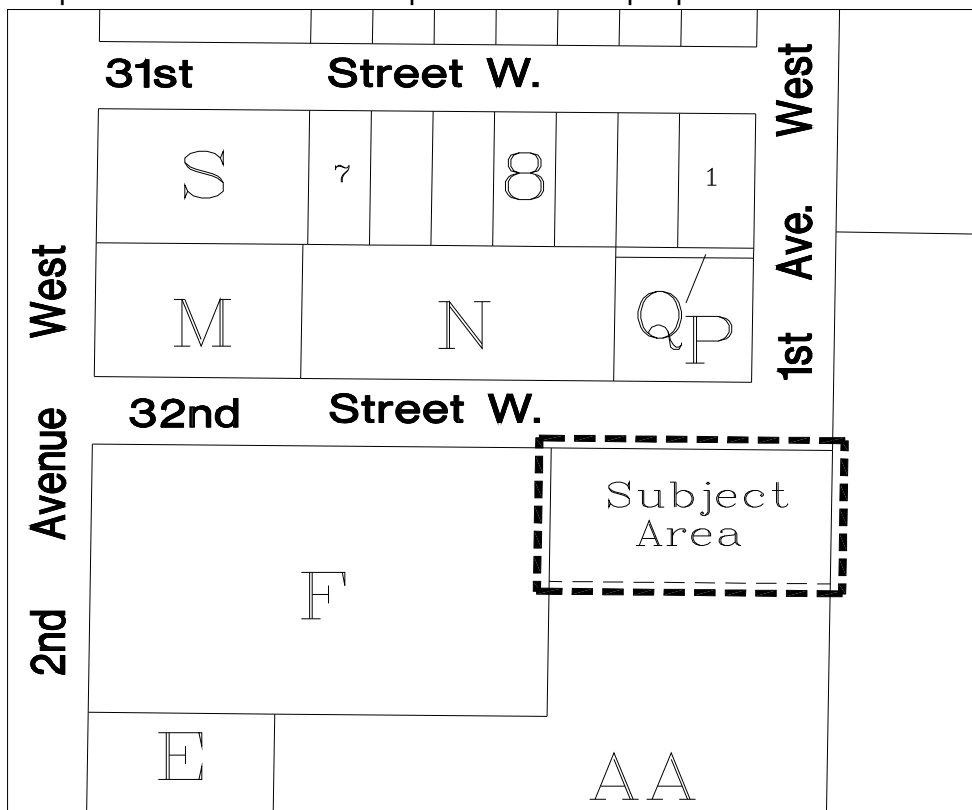 31st Street W.
S
7
8
1
M
N
Q
P
32nd Street W.
Subject
Area
F
E
AA
2nd Avenue West
1st Ave. West